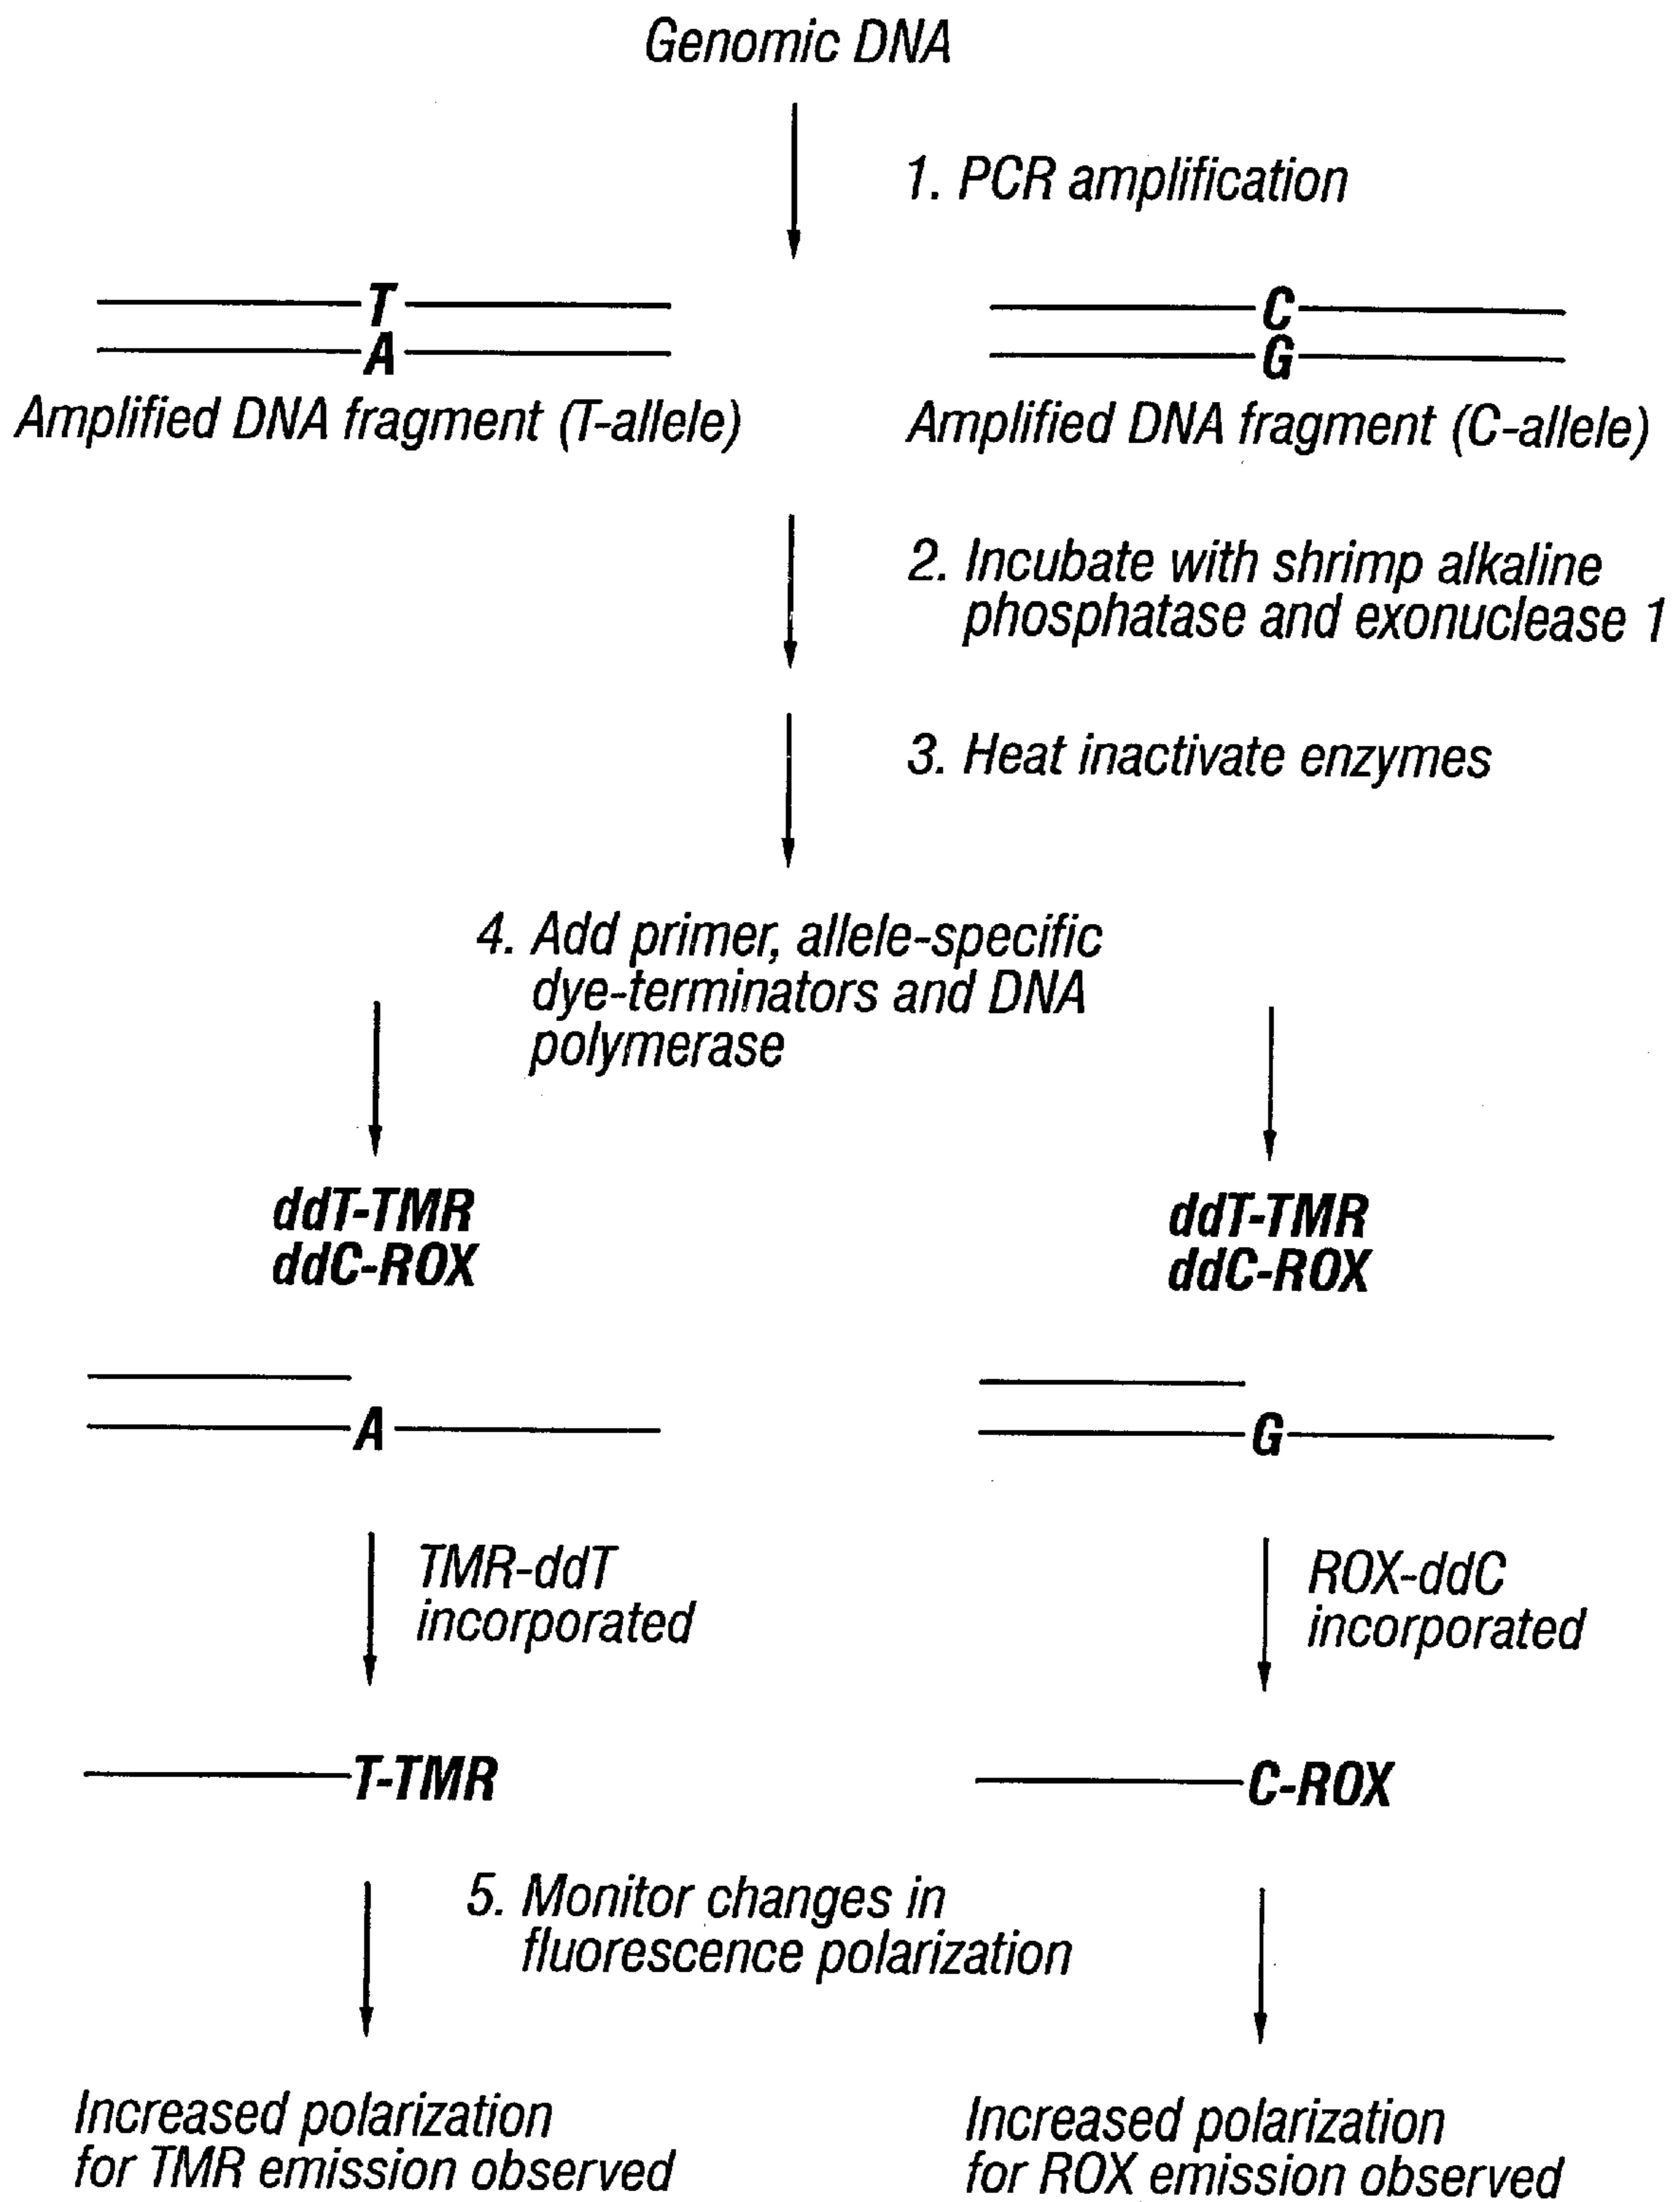 Genomic DNA
1. PCR amplification
T
A
Amplified DNA fragment (T-allele)
C
G
Amplified DNA fragment (C-allele)
2. Incubate with shrimp alkaline
phosphatase and exonuclease 1
3. Heat inactivate enzymes
4. Add primer, allele-specific
dye-terminators and DNA
polymerase
ddT-TMR
ddC-ROX
ddT-TMR
ddC-ROX
A
G
TMR-ddT
incorporated
ROX-ddC
incorporated
T-TMR
C-ROX
5. Monitor changes in
fluorescence polarization
Increased polarization
for TMR emission observed
Increased polarization
for ROX emission observed